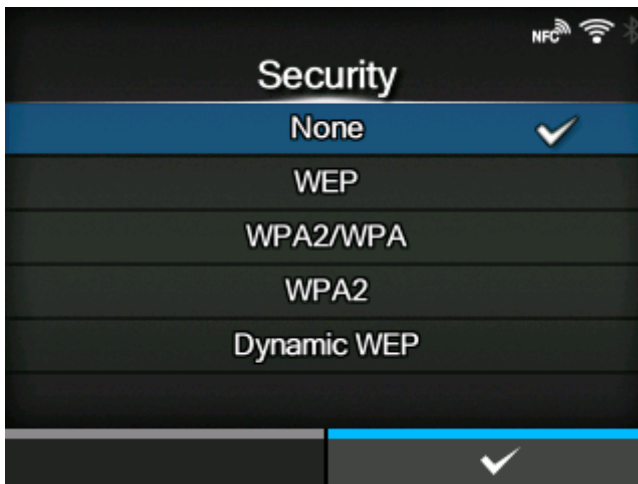 NFC
Security
None
WEP
WPA2/WPA
WPA2
Dynamic WEP